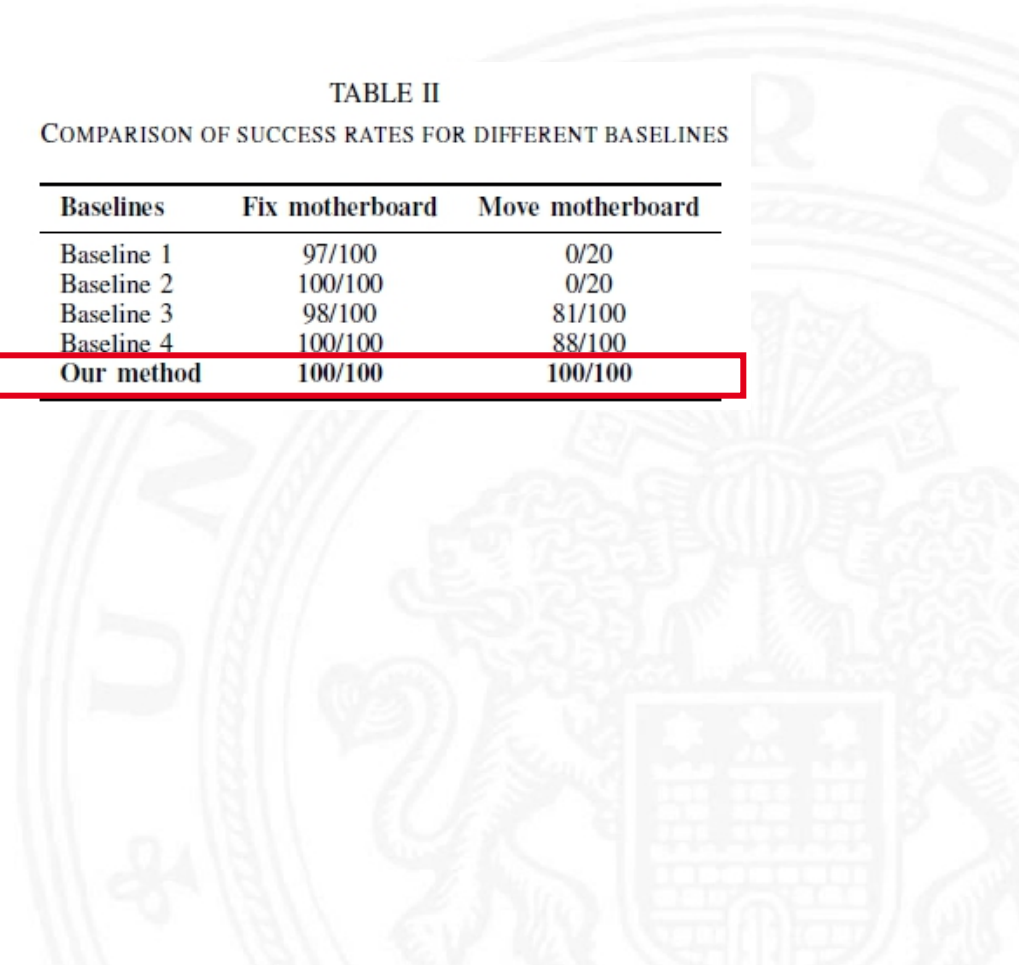 TABLE II
COMPARISON OF SUCCESS RATES FOR DIFFERENT BASELINES
Baselines Fix motherboard Move motherboard
Baseline 1 97/100 0/20
Baseline 2 100/100 0/20
Baseline 3 98/100 81/100
Baseline 4 100/100 88/100
Our method 100/100 100/100